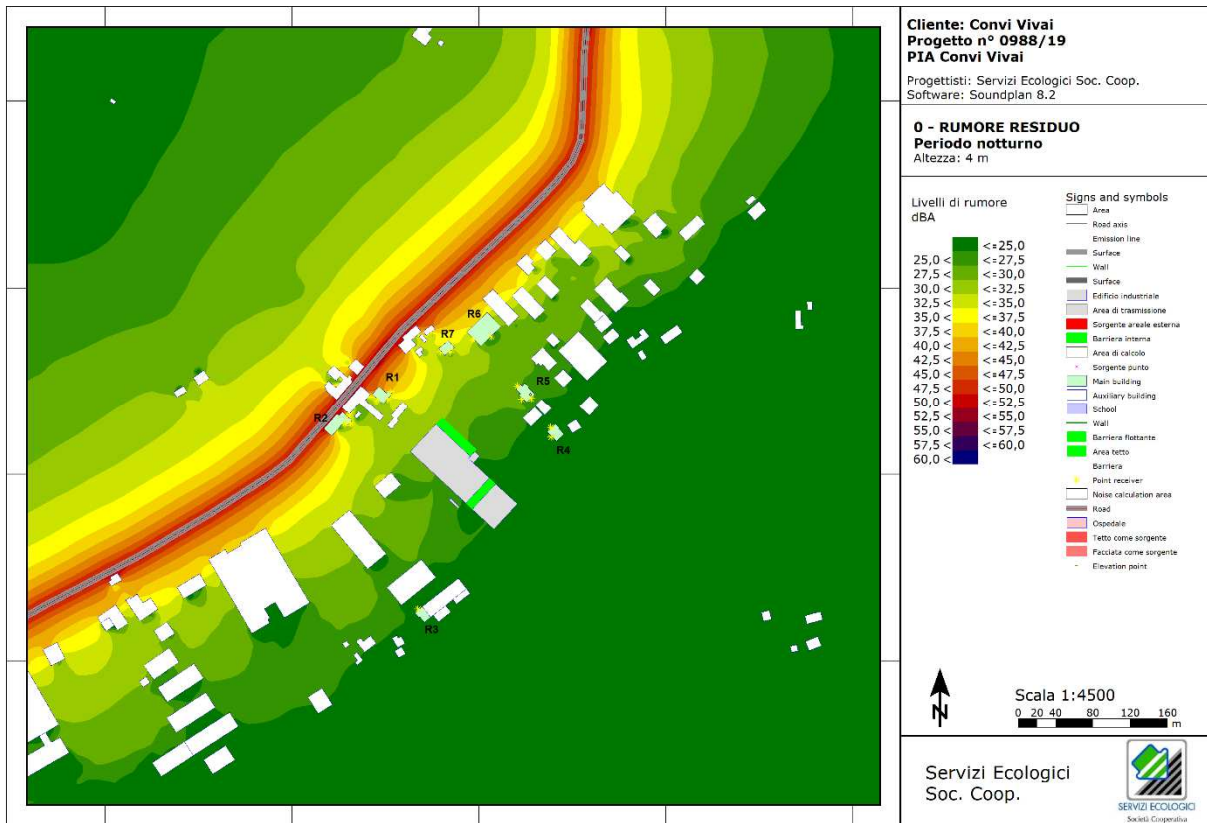 Cliente: Convi Vivai
Progetto n° 0988/19
PIA Convi Vivai
Progettisti: Servizi Ecologici Soc. Coop.
Software: Soundplan 8.2
0 - RUMORE RESIDUO
Periodo notturno
Altezza: 4 m
Livelli di rumore
dBA
<=25,0
25,0 < <=27,5
27,5 < <=30,0
30,0 < <=32,5
32,5 < <=35,0
35,0 < <=37,5
37,5 < <=40,0
40,0 < <=42,5
42,5 < <=45,0
45,0 < <=47,5
47,5 < <=50,0
50,0 < <=52,5
52,5 < <=55,0
55,0 < <=57,5
57,5 < <=60,0
60,0 <
Signs and symbols
Area
Road axis
Emission line
Surface
Wall
Surface
Edificio industriale
Area di trasmissione
Sorgente areale esterna
Barriera interna
Area di calcolo
Sorgente punto
Main building
Auxiliary building
School
Wall
Barriera flottante
Area tetto
Barriera
Point receiver
Noise calculation area
Road
Ospedale
Tetto come sorgente
Facciata come sorgente
Elevation point
R6
R7
R1
R5
R2
R4
R3
N
Scala 1:4500
0 20 40 80 120 160
m
Servizi Ecologici
Soc. Coop.
SERVIZI ECOLOGICI
Società Cooperativa